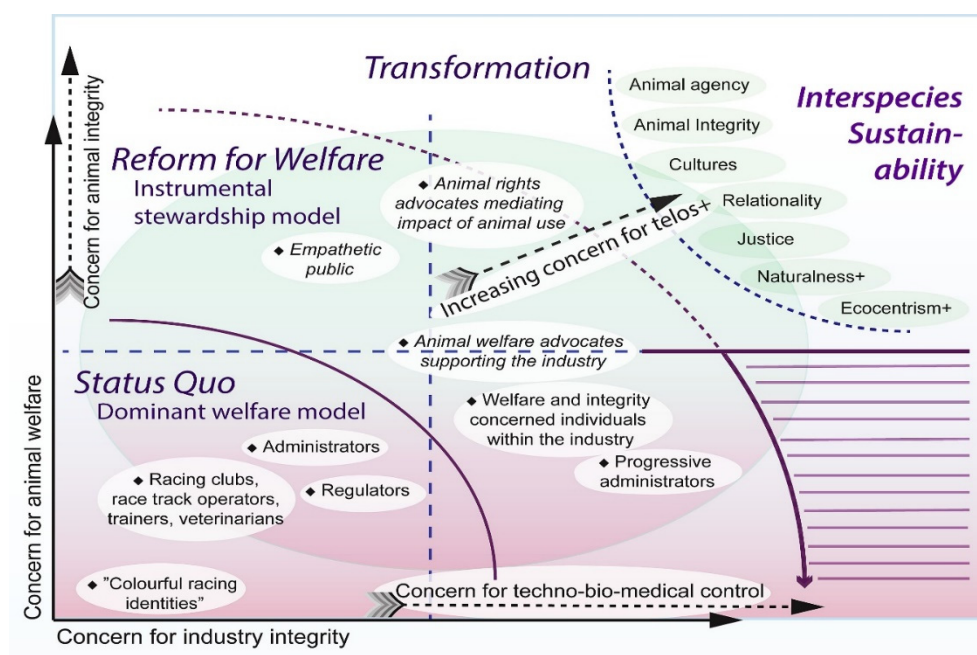 Transformation
Animal agency
Interspecies
Sustain-
ability
Animal Integrity
Cultures
Relationality
Justice
Naturalness+
Ecocentrism+
Concern for animal integrity
Reform for Welfare
Instrumental
stewardship model
◆ Animal rights
advocates mediating
impact of animal use
◆ Empathetic
public
Increasing concern for telos+
◆ Animal welfare advocates
supporting the industry
Status Quo
Dominant welfare model
◆ Welfare and integrity
concerned individuals
within the industry
◆ Administrators
◆ Progressive
administrators
◆ Racing clubs,
race track operators,
trainers, veterinarians
◆ Regulators
◆ "Colourful racing
identities"
Concern for techno-bio-medical control
Concern for animal welfare
Concern for industry integrity